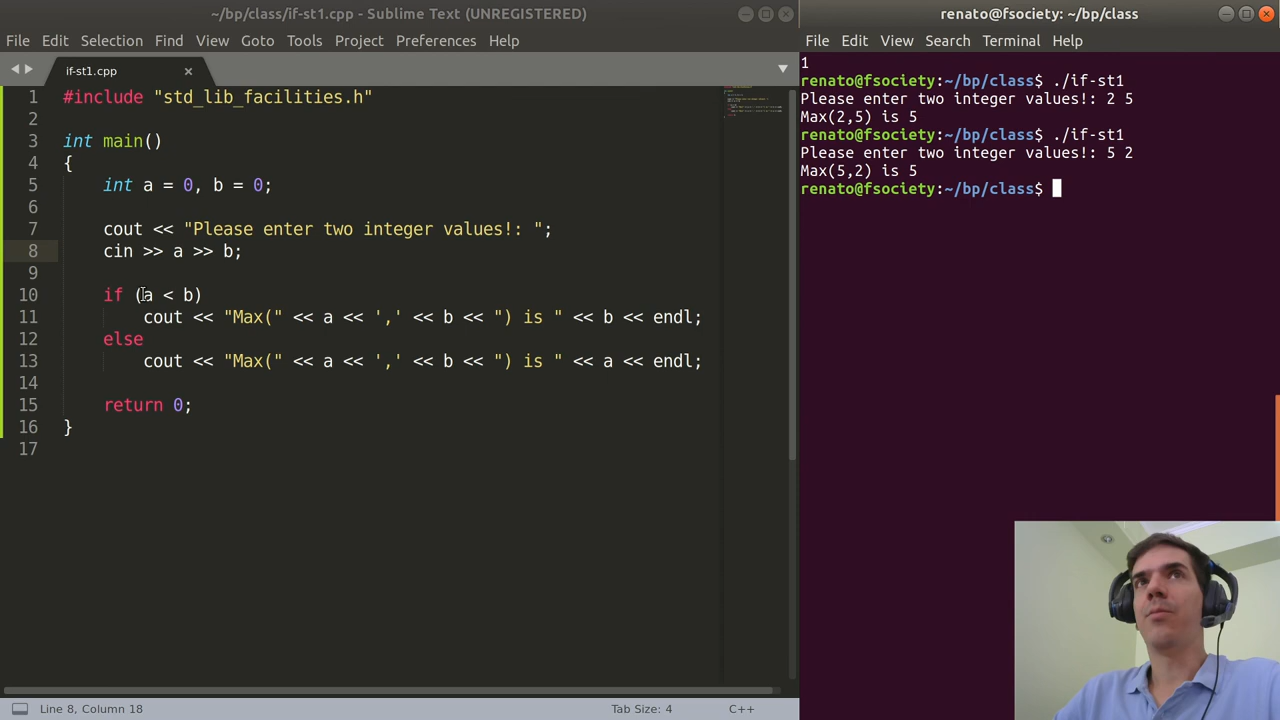 ~/bp/class/if-st1.cpp - Sublime Text (UNREGISTERED)
File Edit Selection Find View Goto Tools Project Preferences Help
if-st1.cpp
1 #include "std_lib_facilities.h"
2
3 int main()
4 {
5 int a = 0, b = 0;
6
7 cout << "Please enter two integer values!: ";
8 cin >> a >> b;
9
10 if (a < b)
11 cout << "Max(" << a << ',' << b << ") is " << b << endl;
12 else
13 cout << "Max(" << a << ',' << b << ") is " << a << endl;
14
15 return 0;
16 }
17
Line 8, Column 18 Tab Size: 4 C++
renato@fsociety: ~/bp/class
File Edit View Search Terminal Help
1
renato@fsociety:~/bp/class$ ./if-st1
Please enter two integer values!: 2 5
Max(2,5) is 5
renato@fsociety:~/bp/class$ ./if-st1
Please enter two integer values!: 5 2
Max(5,2) is 5
renato@fsociety:~/bp/class$